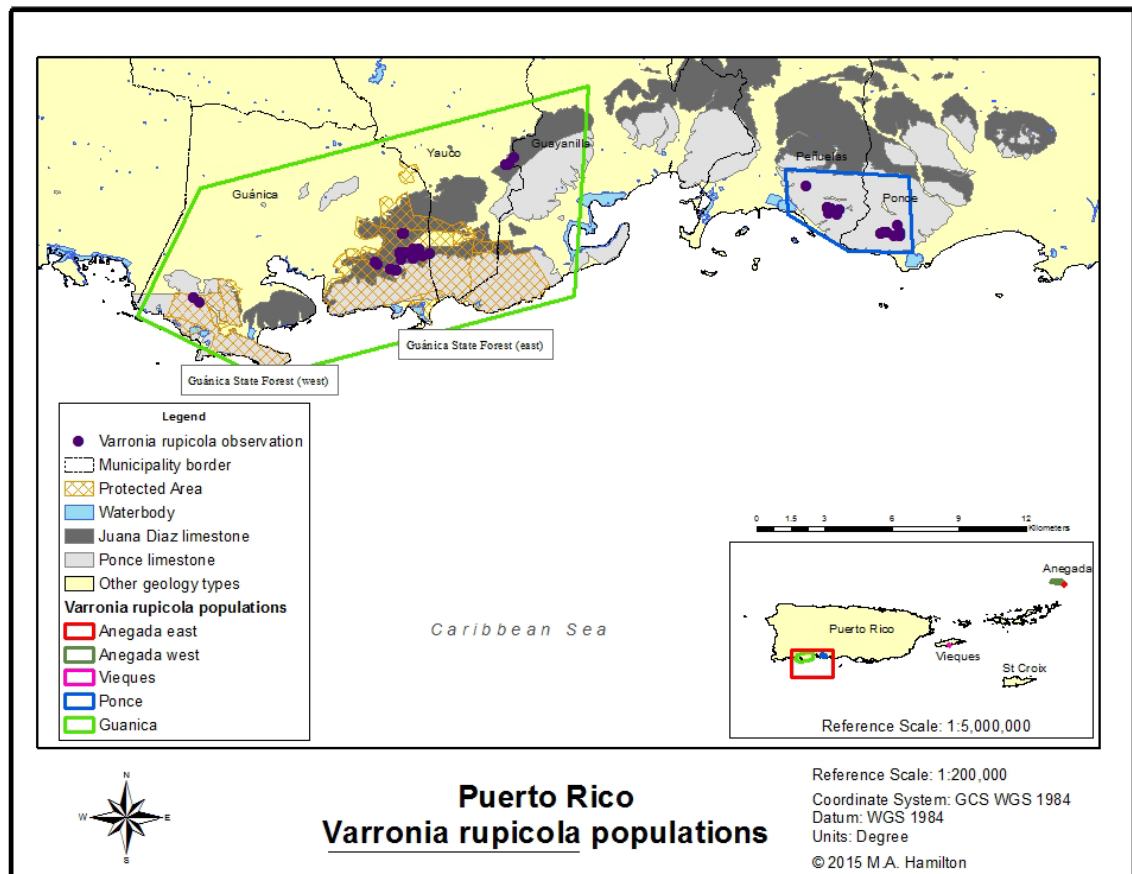 Yauco
Guayanilla
Guánica
Peñuelas
Ponce
Guánica State Forest (east)
Guánica State Forest (west)
Legend
Varronia rupicola observation
Municipality border
Protected Area
Waterbody
Juana Diaz limestone
Ponce limestone
Other geology types
Varronia rupicola populations
Anegada east
Anegada west
Vieques
Ponce
Guanica
Caribbean Sea
0 1.5 3 6 9 12
Kilometers
Anegada
Puerto Rico
Vieques
St Croix
Reference Scale: 1:5,000,000
N
W E
S
Puerto Rico
Varronia rupicola populations
Reference Scale: 1:200,000
Coordinate System: GCS WGS 1984
Datum: WGS 1984
Units: Degree
© 2015 M.A. Hamilton